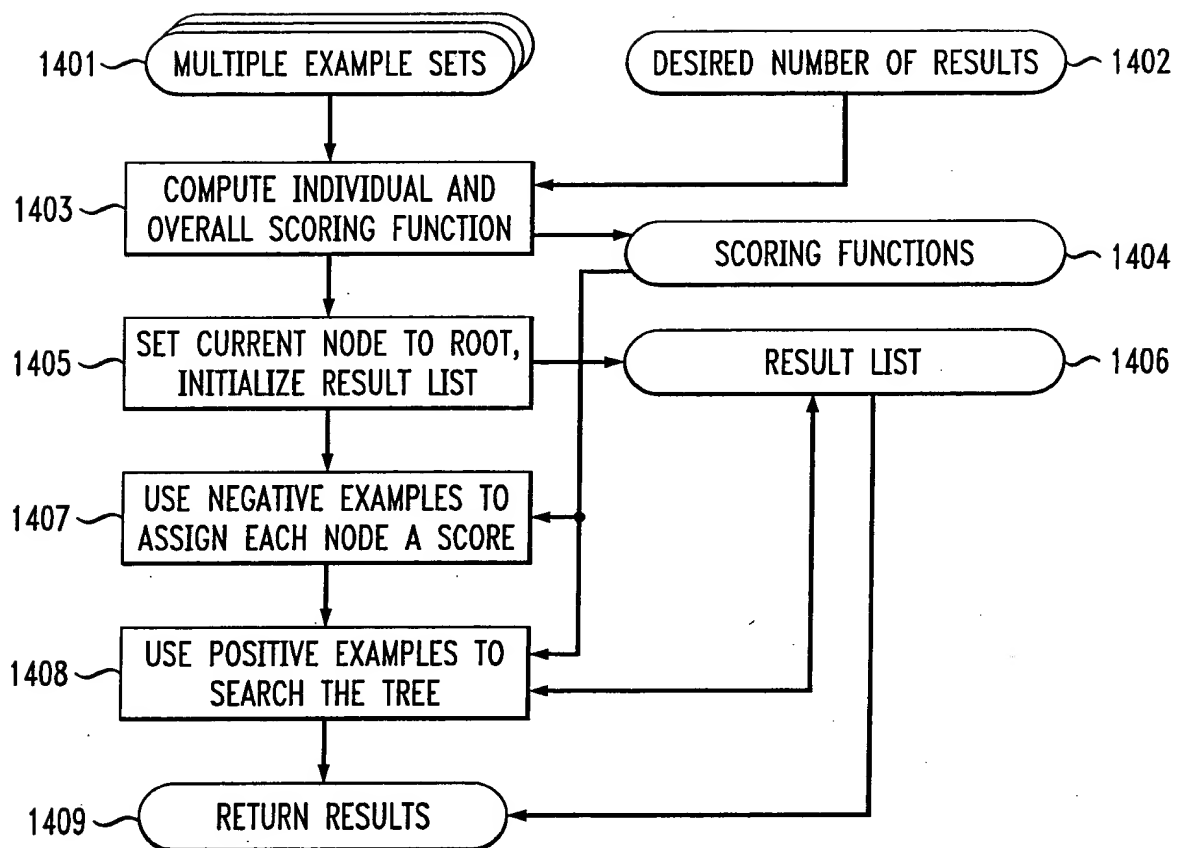 1401 MULTIPLE EXAMPLE SETS
DESIRED NUMBER OF RESULTS 1402
1403 COMPUTE INDIVIDUAL AND
OVERALL SCORING FUNCTION
SCORING FUNCTIONS 1404
1405 SET CURRENT NODE TO ROOT,
INITIALIZE RESULT LIST
RESULT LIST 1406
1407 USE NEGATIVE EXAMPLES TO
ASSIGN EACH NODE A SCORE
1408 USE POSITIVE EXAMPLES TO
SEARCH THE TREE
1409 RETURN RESULTS